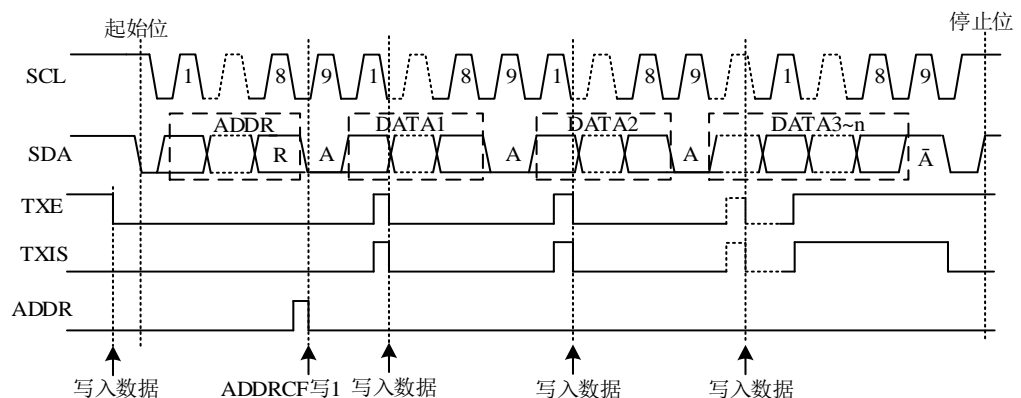 起始位
停止位
SCL 1 8 9 1 8 9 1 8 9 1 8 9
ADDR DATA1 DATA2 DATA3~n
SDA R A A A Ā
TXE
TXIS
ADDR
写入数据 ADDRCF写1 写入数据 写入数据 写入数据